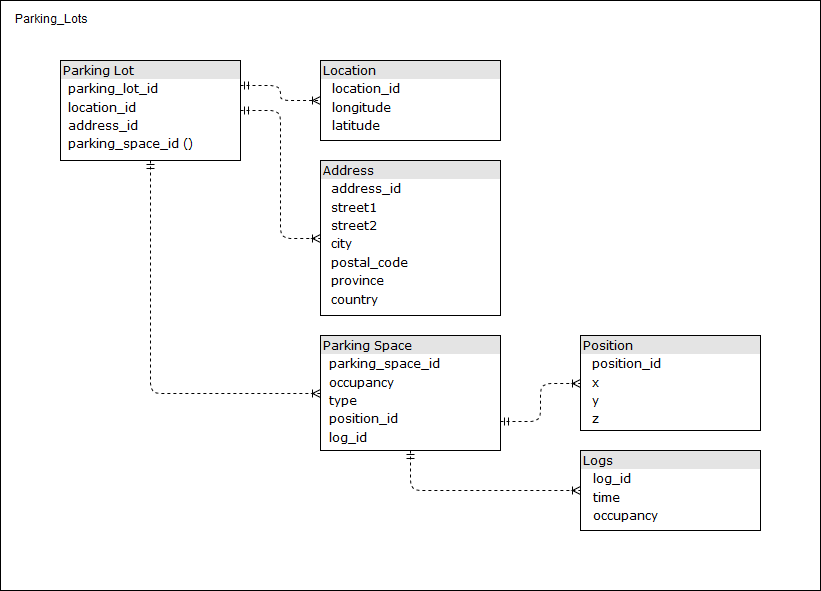 Parking_Lots
Parking Lot
parking_lot_id
location_id
address_id
parking_space_id ()
Location
location_id
longitude
latitude
Address
address_id
street1
street2
city
postal_code
province
country
Parking Space
parking_space_id
occupancy
type
position_id
log_id
Position
position_id
x
y
z
Logs
log_id
time
occupancy